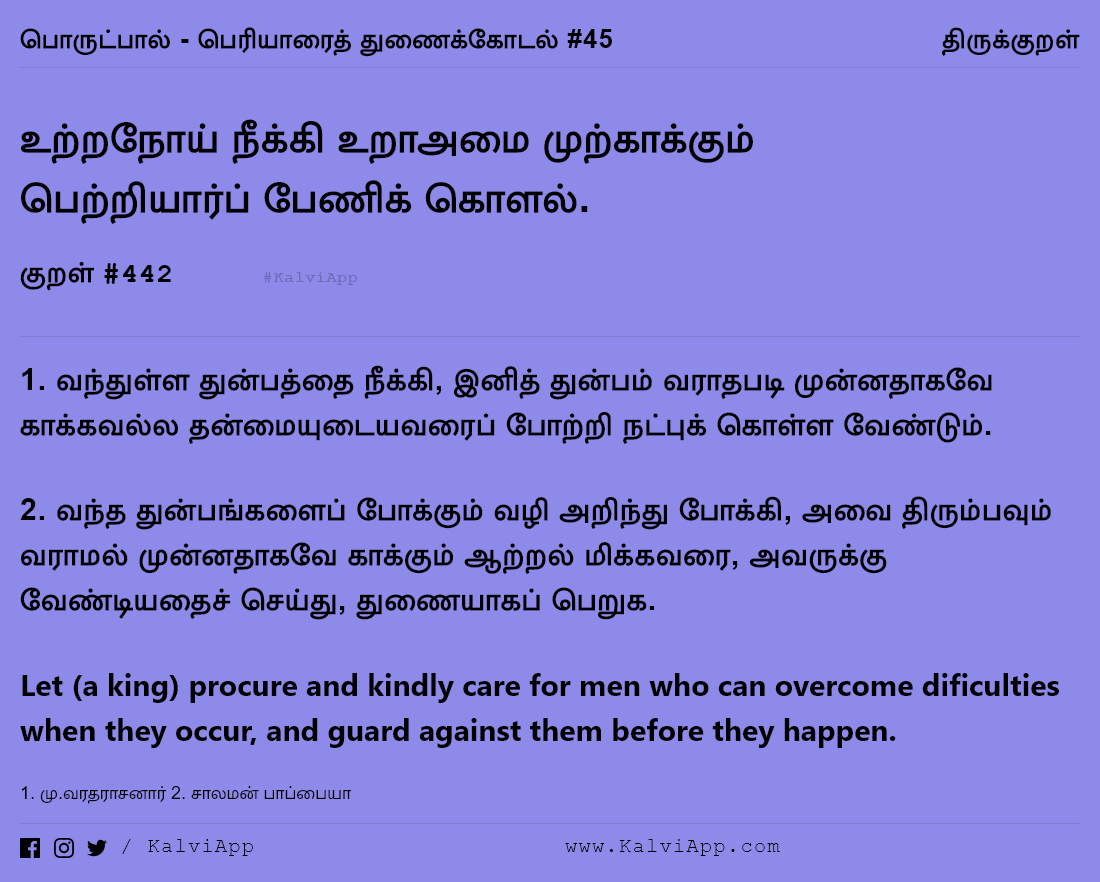 பொருட்பால் - பெரியாரைத் துணைக்கோடல் #45 திருக்குறள்
உற்றநோய் நீக்கி உறாஅமை முற்காக்கும்
பெற்றியார்ப் பேணிக் கொளல்.
குறள் #442 #KalviApp
1. வந்துள்ள துன்பத்தை நீக்கி, இனித் துன்பம் வராதபடி முன்னதாகவே
காக்கவல்ல தன்மையுடையவரைப் போற்றி நட்புக் கொள்ள வேண்டும்.
2. வந்த துன்பங்களைப் போக்கும் வழி அறிந்து போக்கி, அவை திரும்பவும்
வராமல் முன்னதாகவே காக்கும் ஆற்றல் மிக்கவரை, அவருக்கு
வேண்டியதைச் செய்து, துணையாகப் பெறுக.
Let (a king) procure and kindly care for men who can overcome dificulties
when they occur, and guard against them before they happen.
1. மு.வரதராசனார் 2. சாலமன் பாப்பையா
/ KalviApp www.KalviApp.com